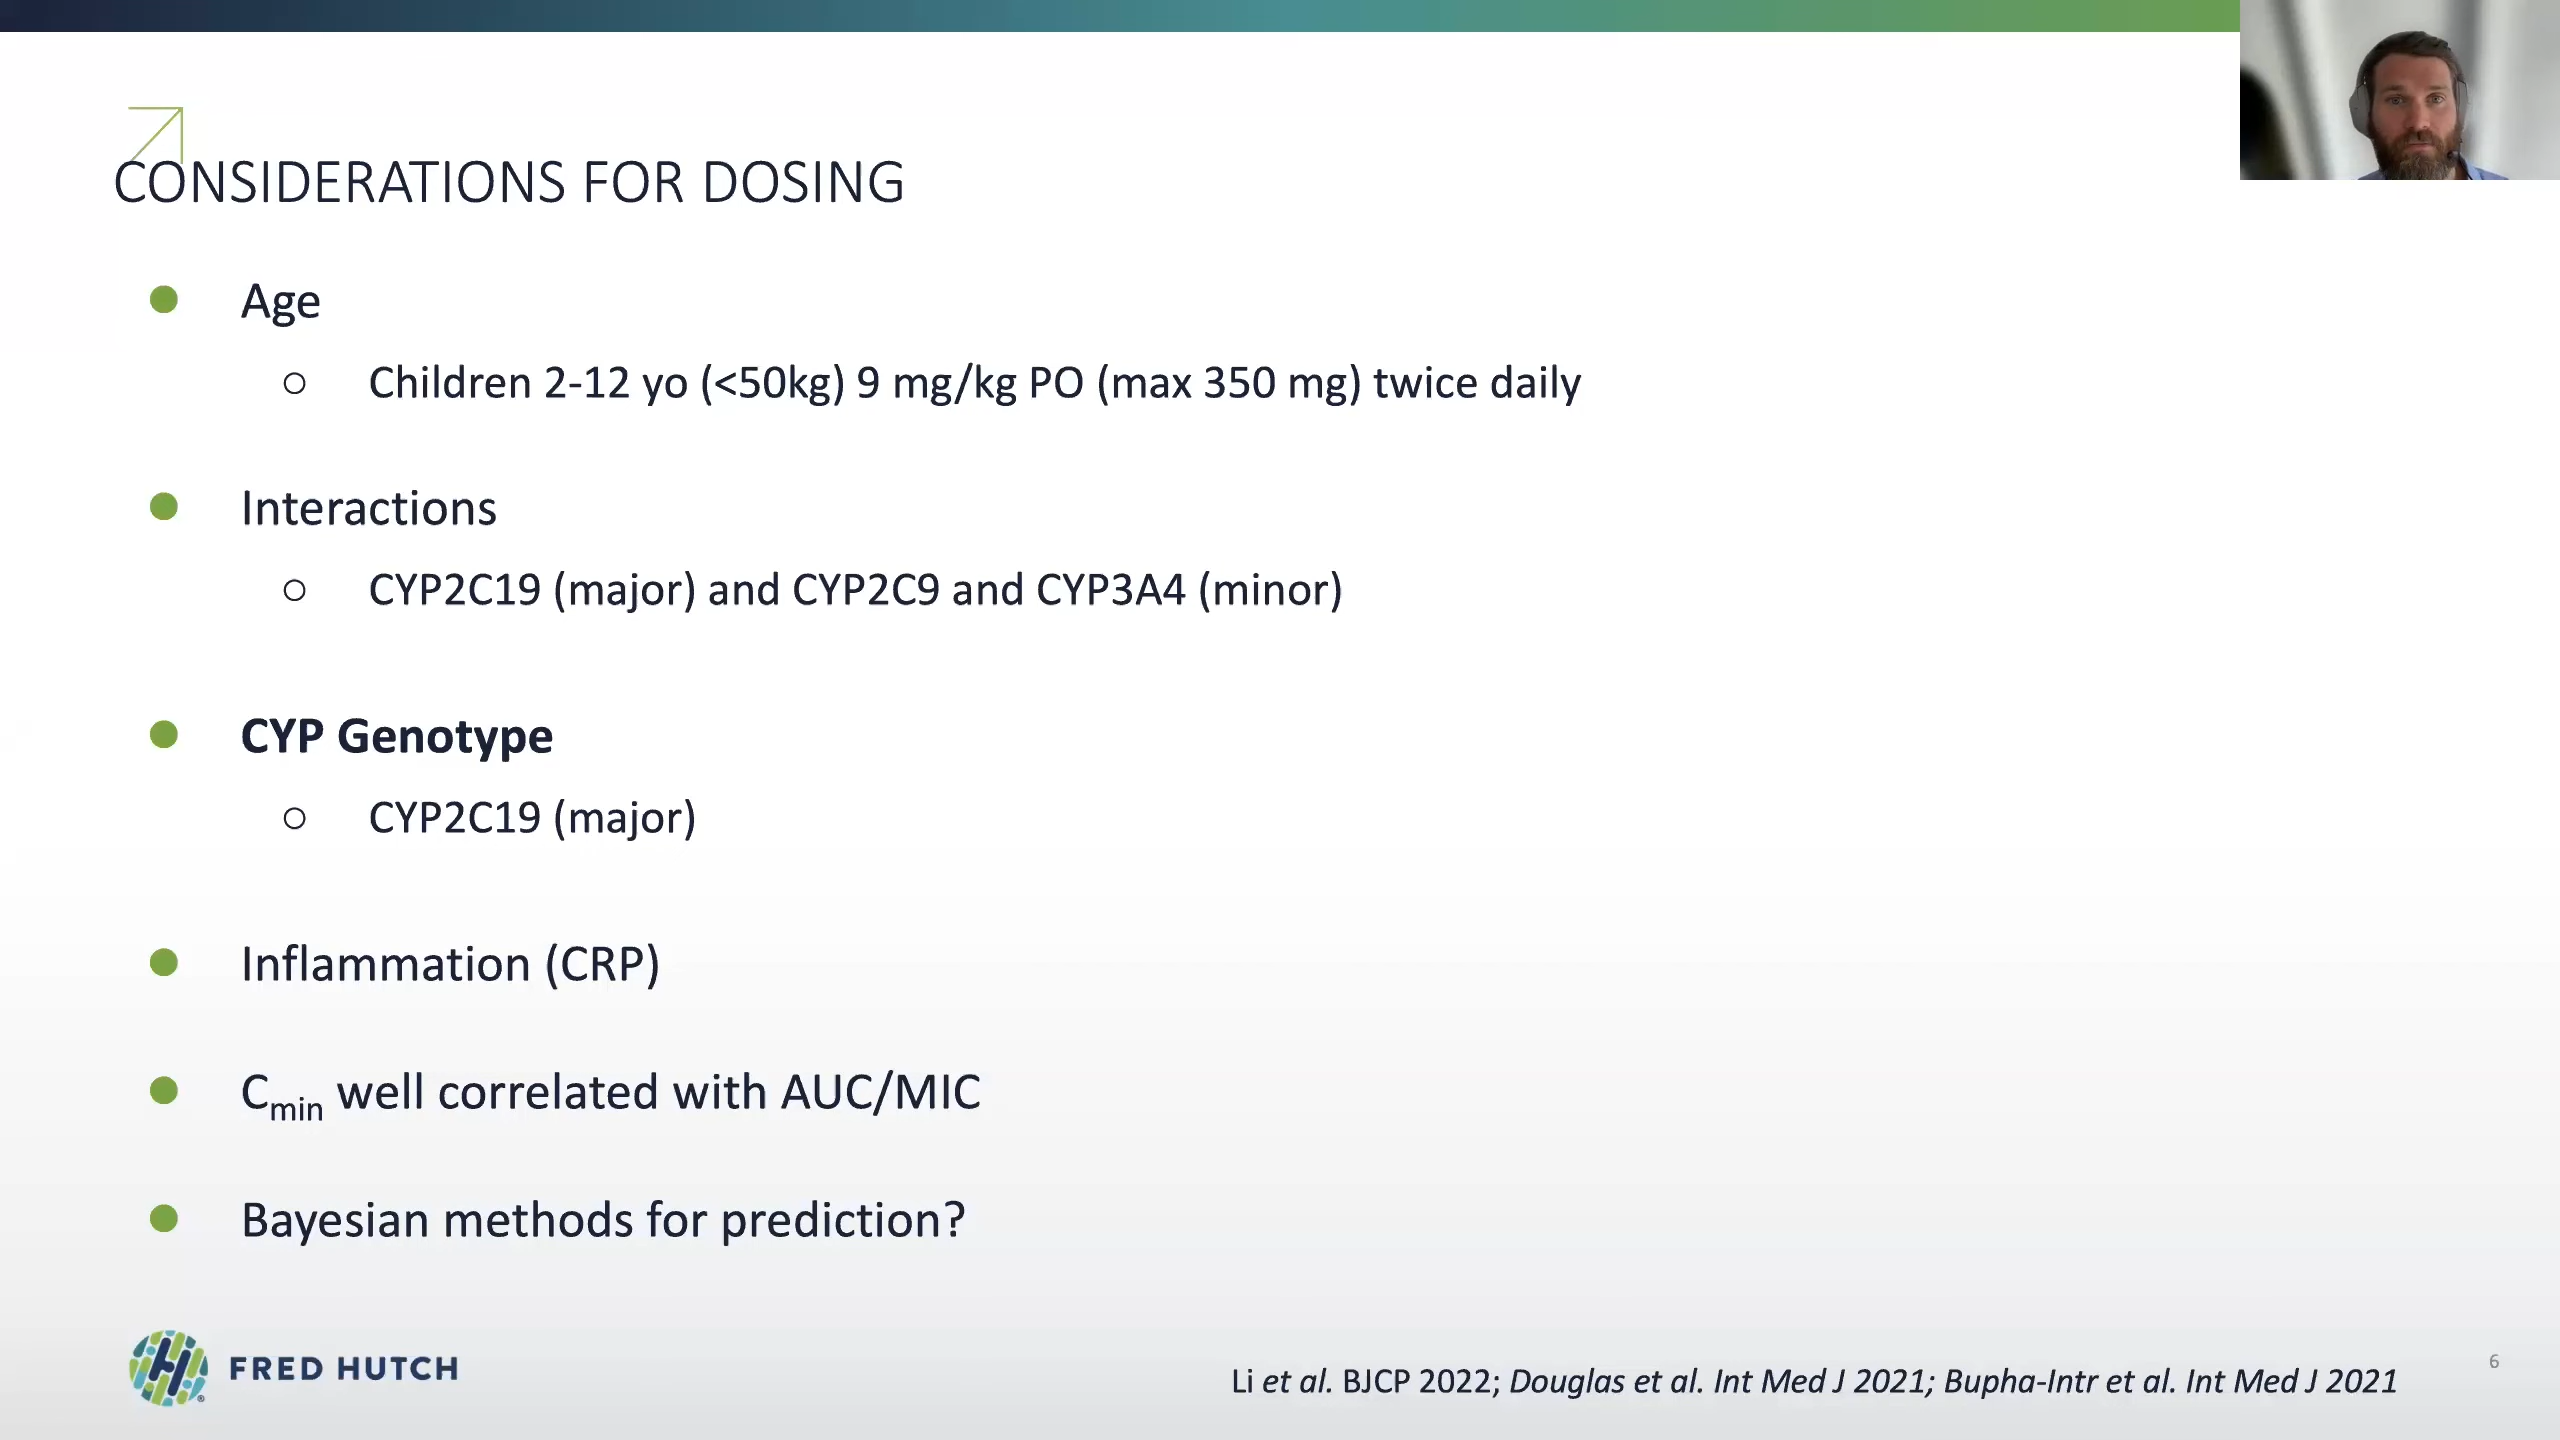 CONSIDERATIONS FOR DOSING
Age
Children 2-12 yo (<50kg) 9 mg/kg PO (max 350 mg) twice daily
Interactions
CYP2C19 (major) and CYP2C9 and CYP3A4 (minor)
CYP Genotype
CYP2C19 (major)
Inflammation (CRP)
Cmin well correlated with AUC/MIC
Bayesian methods for prediction?
FRED HUTCH
Li et al. BJCP 2022; Douglas et al. Int Med J 2021; Bupha-Intr et al. Int Med J 2021
6